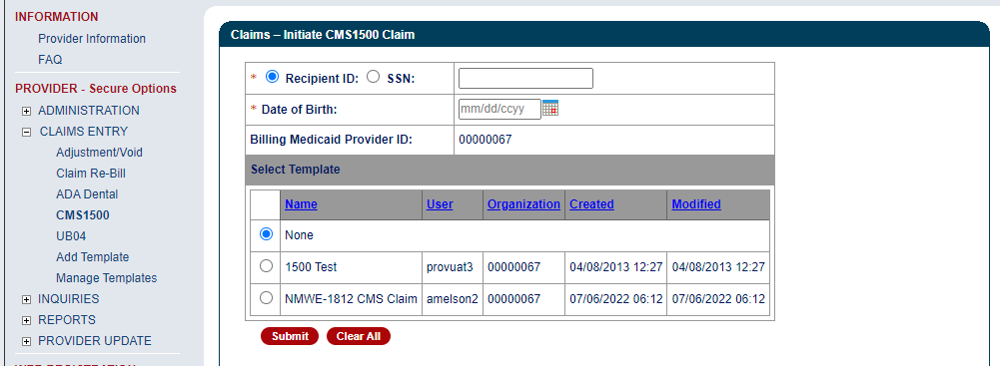 INFORMATION
Provider Information
FAQ
PROVIDER - Secure Options
ADMINISTRATION
CLAIMS ENTRY
Adjustment/Void
Claim Re-Bill
ADA Dental
CMS1500
UB04
Add Template
Manage Templates
INQUIRIES
REPORTS
PROVIDER UPDATE
Claims – Initiate CMS1500 Claim
* Recipient ID: SSN:
* Date of Birth: mm/dd/ccyy
Billing Medicaid Provider ID: 00000067
Select Template
Name User Organization Created Modified
None
1500 Test provuat3 00000067 04/08/2013 12:27 04/08/2013 12:27
NMWE-1812 CMS Claim amelson2 00000067 07/06/2022 06:12 07/06/2022 06:12
Submit Clear All